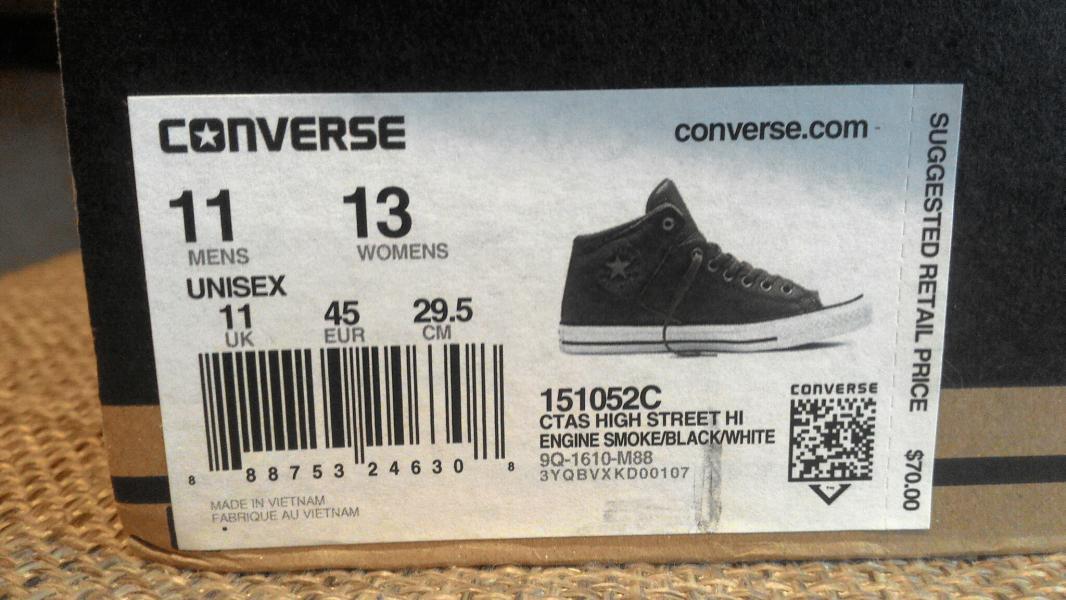 CONVERSE
converse.com
11
MENS
13
WOMENS
UNISEX
11
UK
45
EUR
29.5
CM
8 88753 24630 8
MADE IN VIETNAM
FABRIQUE AU VIETNAM
151052C
CTAS HIGH STREET HI
ENGINE SMOKE/BLACK/WHITE
9Q-1610-M88
3YQBVXKD00107
CONVERSE
SUGGESTED RETAIL PRICE $70.00